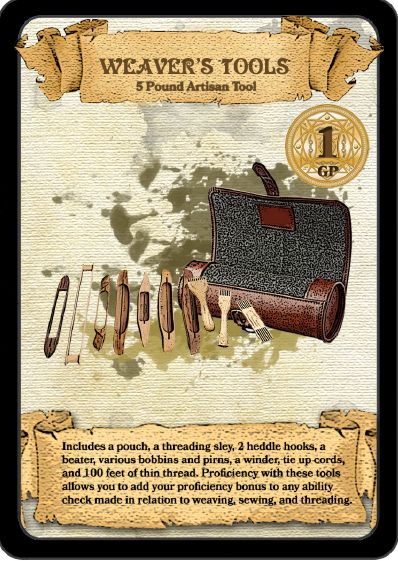 WEAVER'S TOOLS
5 Pound Artisan Tool
1
GP
Includes a pouch, a threading sley, 2 heddle hooks, a
beater, various bobbins and pirns, a winder, tie up cords,
and 100 feet of thin thread. Proficiency with these tools
allows you to add your proficiency bonus to any ability
check made in relation to weaving, sewing, and threading.